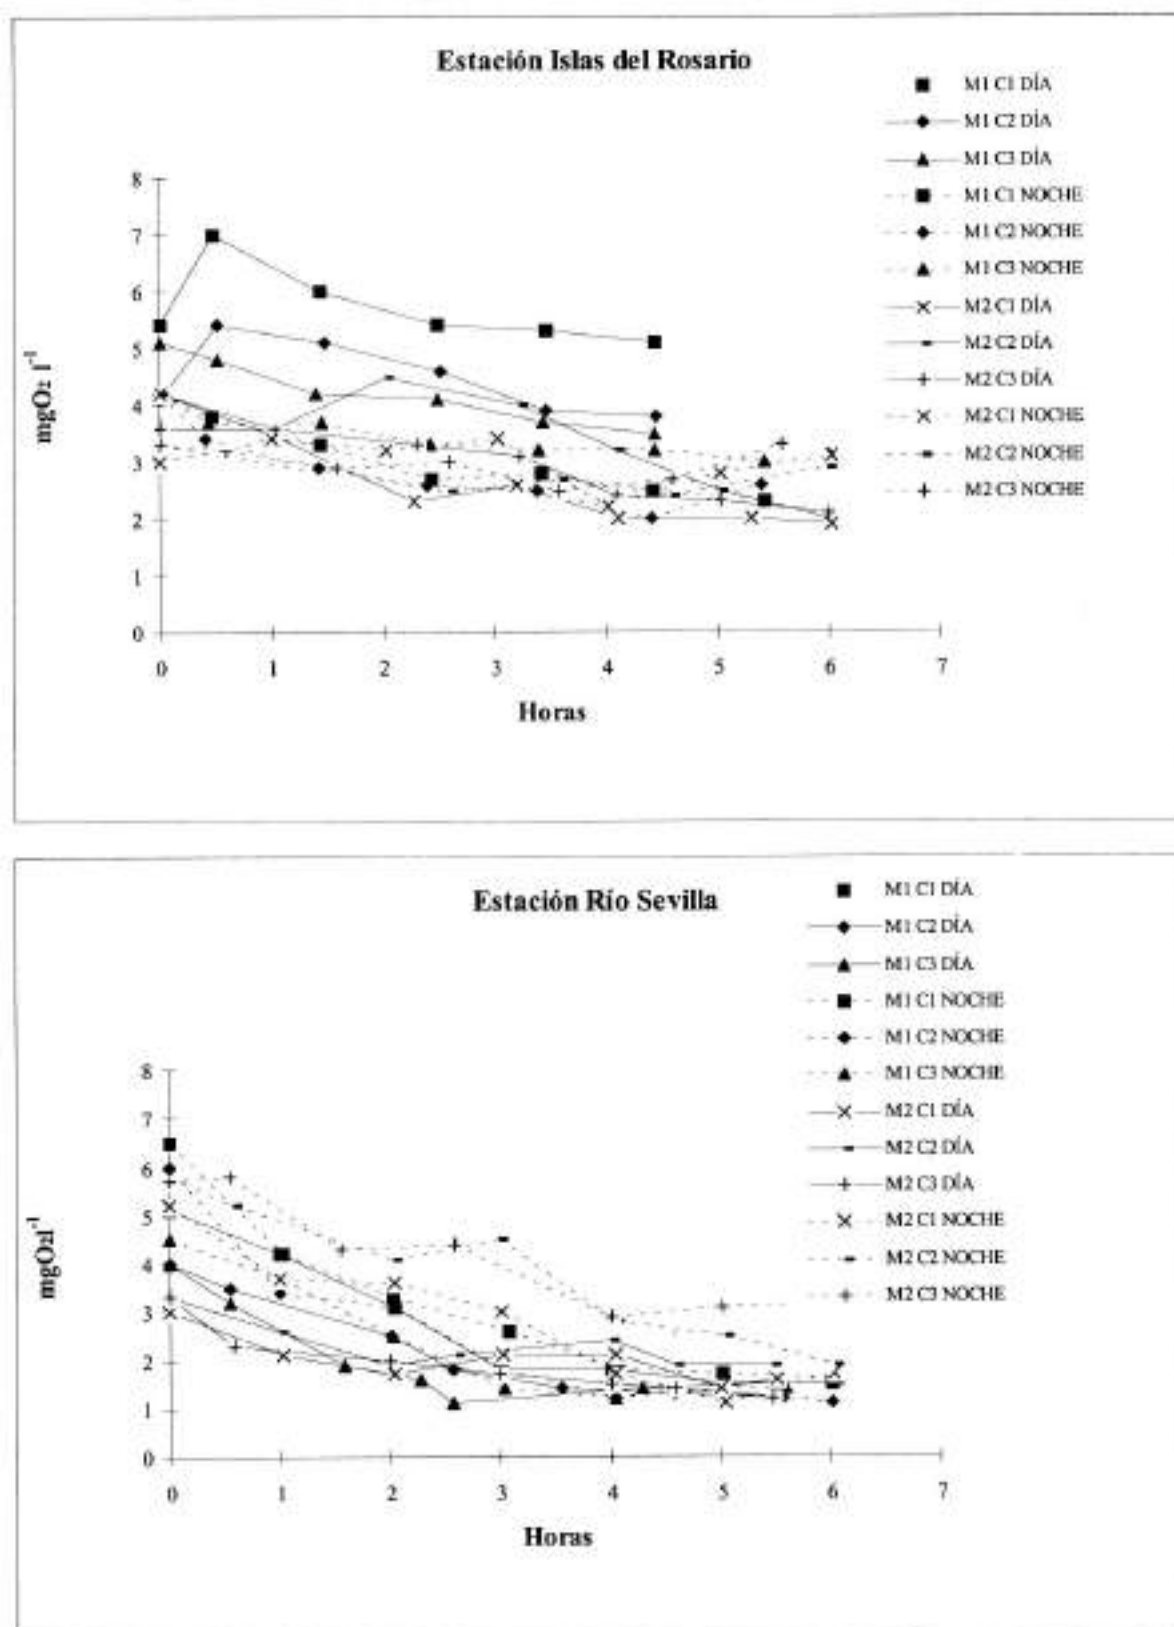 Estación Islas del Rosario
M1 C1 DÍA
M1 C2 DÍA
M1 C3 DÍA
M1 C1 NOCHE
M1 C2 NOCHE
M1 C3 NOCHE
M2 C1 DÍA
M2 C2 DÍA
M2 C3 DÍA
M2 C1 NOCHE
M2 C2 NOCHE
M2 C3 NOCHE
mgO2 l-1
8
7
6
5
4
3
2
1
0
0 1 2 3 4 5 6 7
Horas
Estación Río Sevilla
M1 C1 DÍA
M1 C2 DÍA
M1 C3 DÍA
M1 C1 NOCHE
M1 C2 NOCHE
M1 C3 NOCHE
M2 C1 DÍA
M2 C2 DÍA
M2 C3 DÍA
M2 C1 NOCHE
M2 C2 NOCHE
M2 C3 NOCHE
mgO2l-1
8
7
6
5
4
3
2
1
0
0 1 2 3 4 5 6 7
Horas